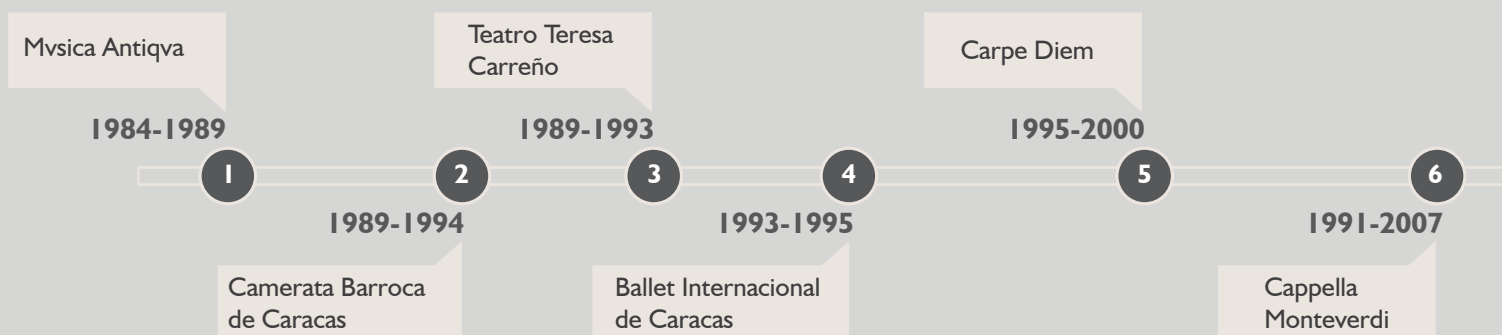 Mvsica Antiqva
1984-1989
1
2
1989-1994
Camerata Barroca
de Caracas
Teatro Teresa
Carreño
1989-1993
3
4
1993-1995
Ballet Internacional
de Caracas
Carpe Diem
1995-2000
5
6
1991-2007
Cappella
Monteverdi